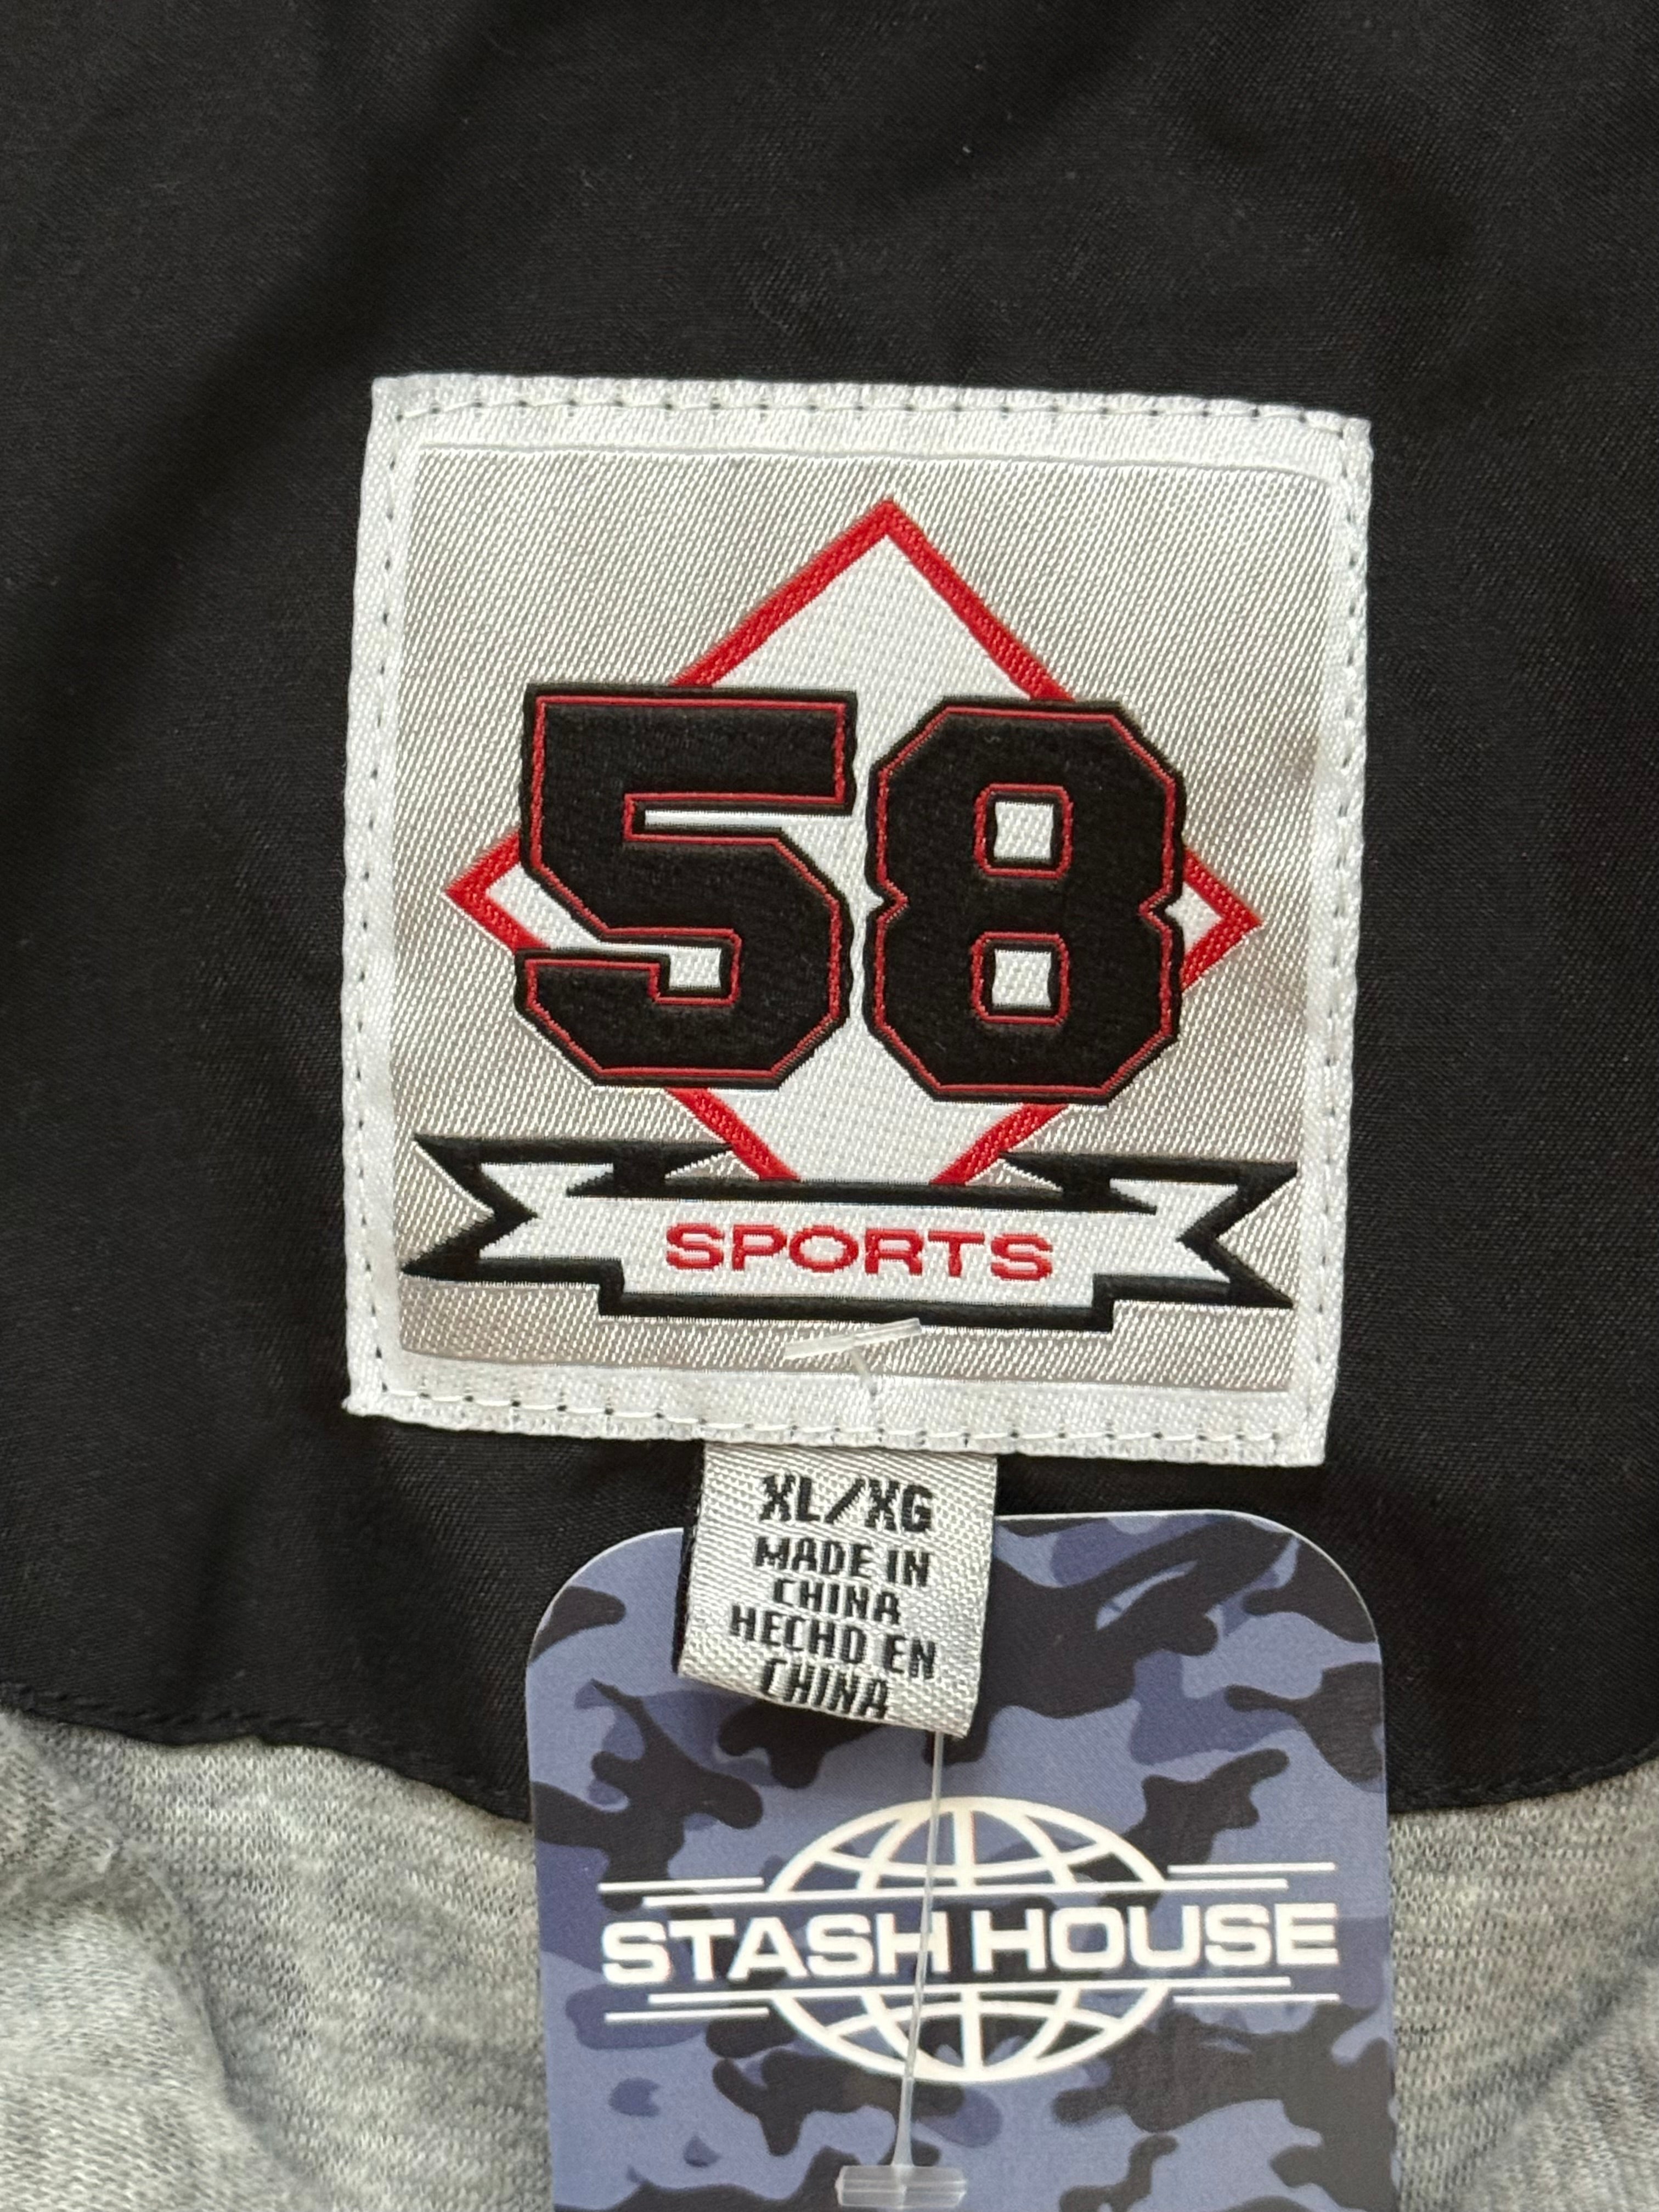 58
SPORTS
XL/XG
MADE IN
CHINA
HECHO EN
CHINA
STASH HOUSE